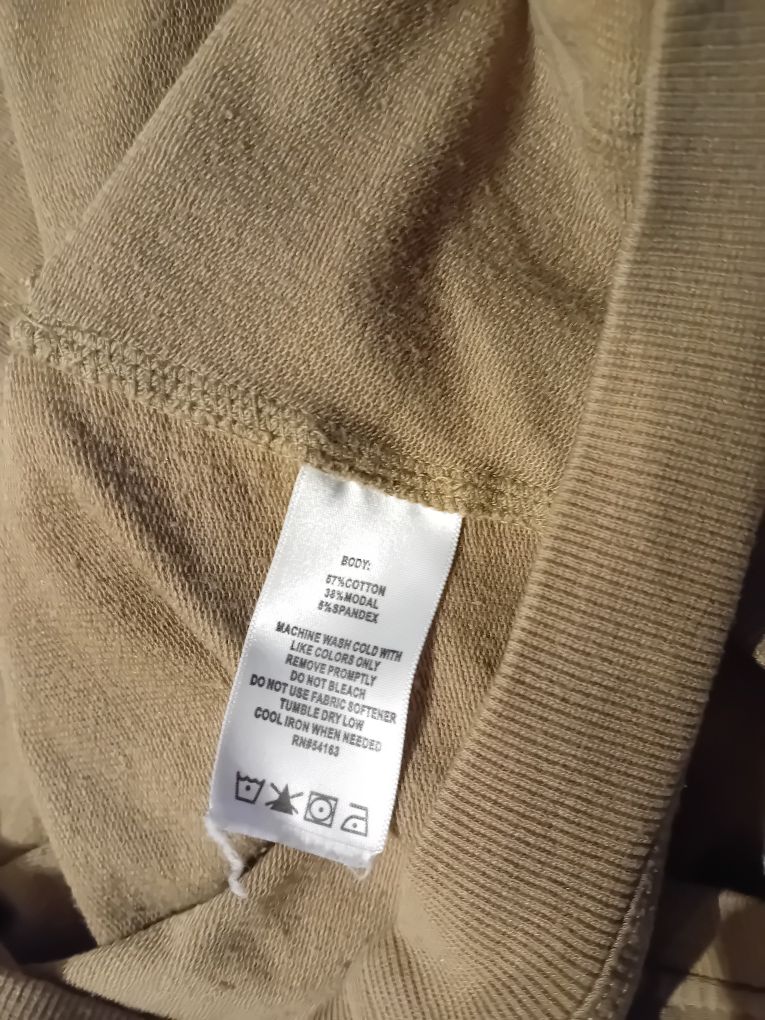 BODY:
57%COTTON
38%MODAL
5%SPANDEX
MACHINE WASH COLD WITH
LIKE COLORS ONLY
REMOVE PROMPTLY
DO NOT BLEACH
DO NOT USE FABRIC SOFTENER
TUMBLE DRY LOW
COOL IRON WHEN NEEDED
RN#54163